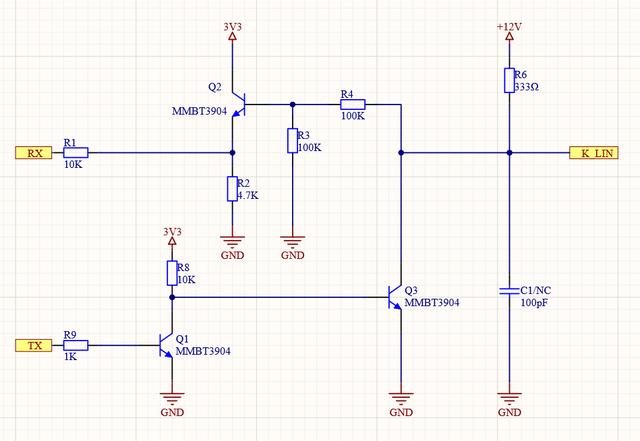 3V3
+12V
Q2
MMBT3904
R4
100K
R6
333Ω
R3
100K
RX
R1
10K
K_LIN
R2
4.7K
GND
GND
3V3
R8
10K
Q3
MMBT3904
C1/NC
100pF
TX
R9
1K
Q1
MMBT3904
GND
GND
GND